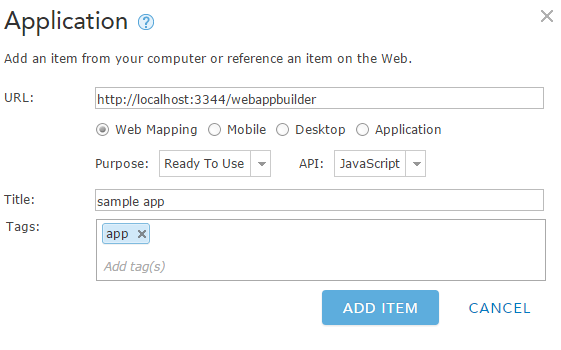 Application ?
Add an item from your computer or reference an item on the Web.
URL: http://localhost:3344/webappbuilder
Web Mapping Mobile Desktop Application
Purpose: Ready To Use API: JavaScript
Title: sample app
Tags: app
Add tag(s)
ADD ITEM CANCEL